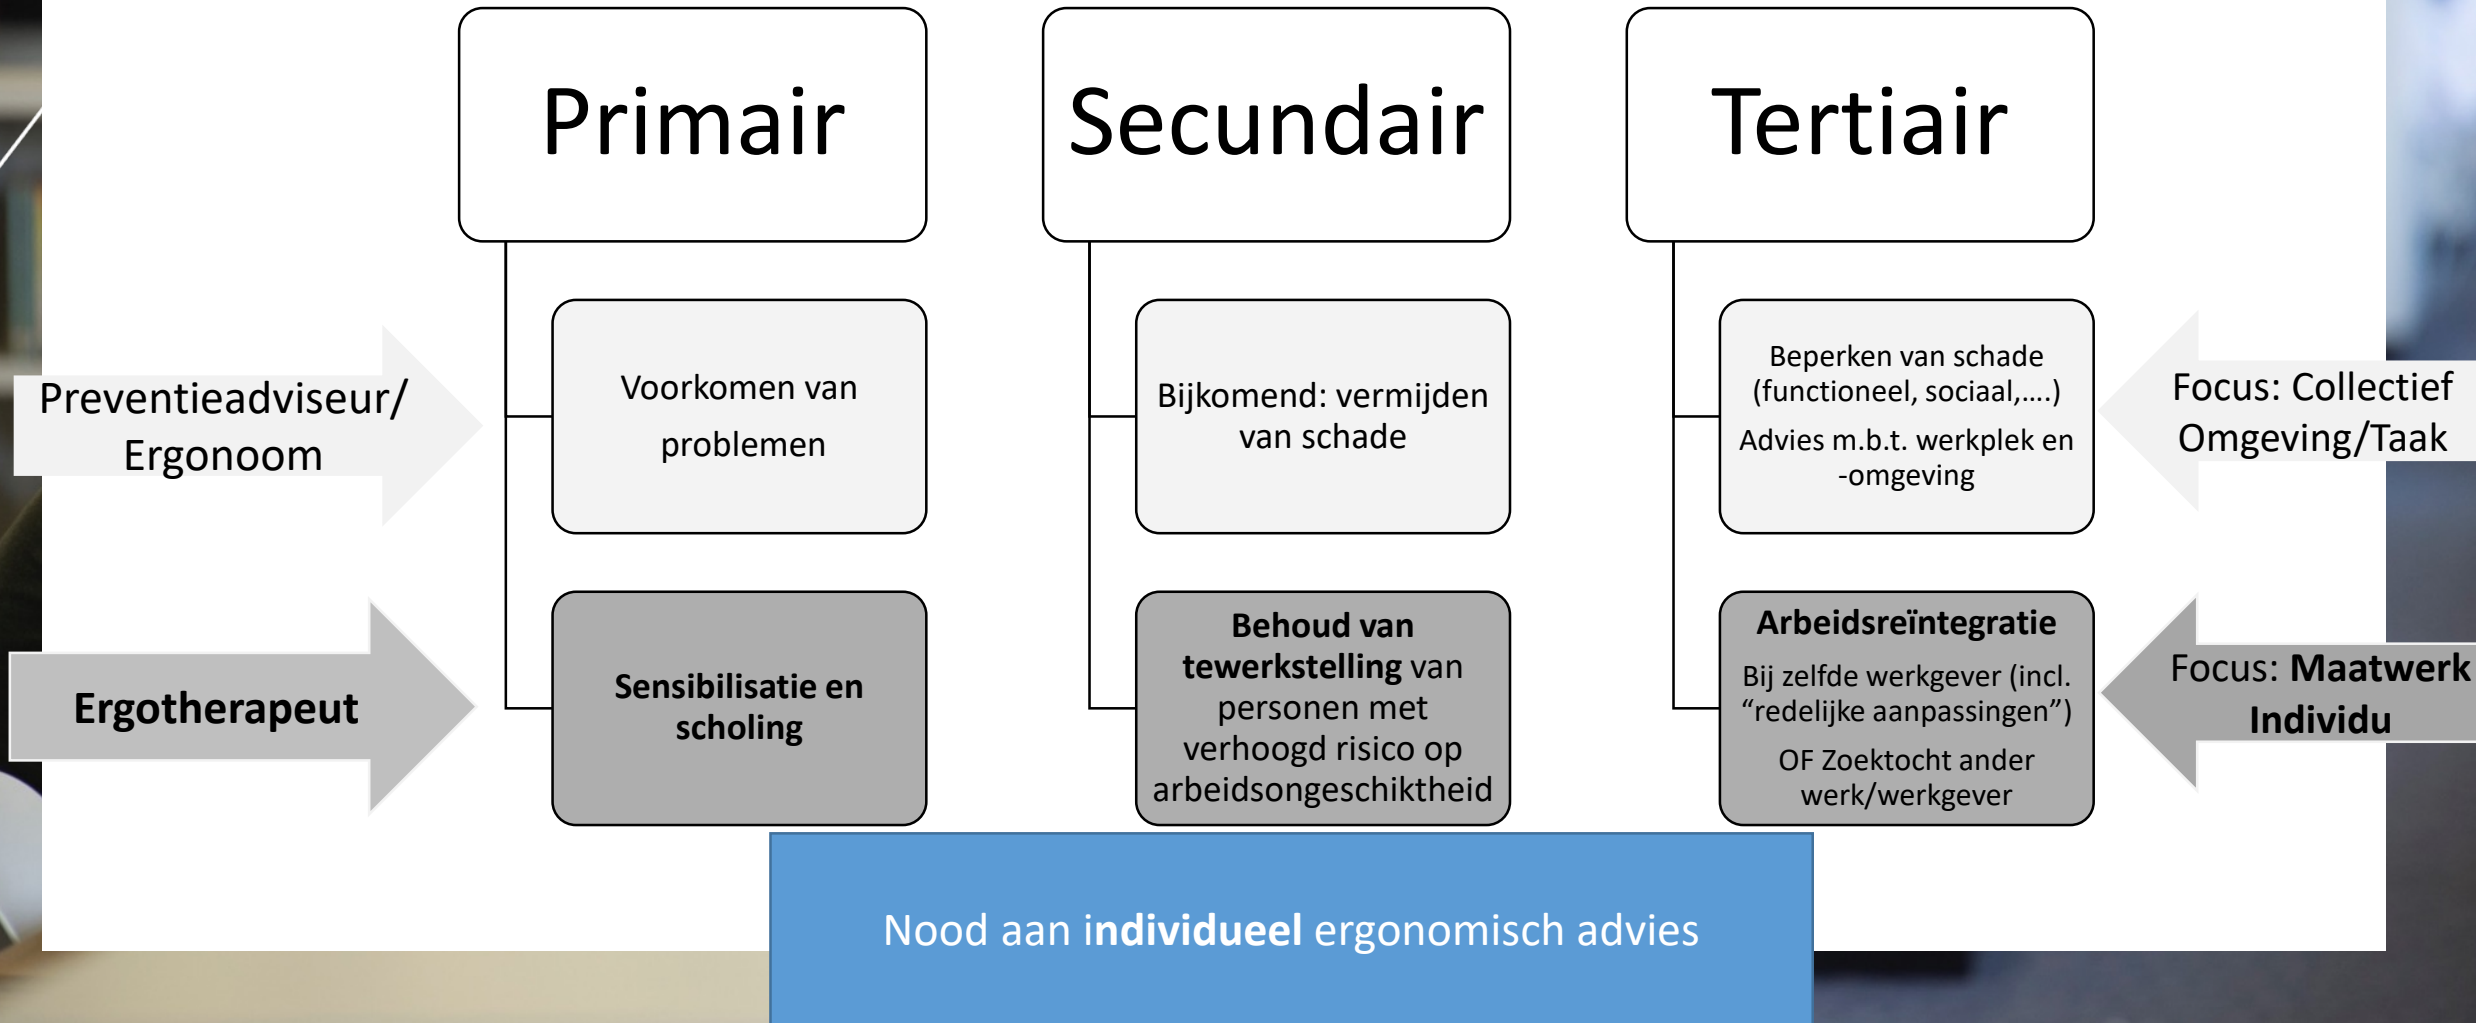 Primair
Secundair
Tertiair
Preventieadviseur/
Ergonoom
Voorkomen van
problemen
Bijkomend: vermijden
van schade
Beperken van schade
(functioneel, sociaal,....)
Advies m.b.t. werkplek en
-omgeving
Focus: Collectief
Omgeving/Taak
Ergotherapeut
Sensibilisatie en
scholing
Behoud van
tewerkstelling van
personen met
verhoogd risico op
arbeidsongeschiktheid
Arbeidsreïntegratie
Bij zelfde werkgever (incl.
“redelijke aanpassingen”)
OF Zoektocht ander
werk/werkgever
Focus: Maatwerk
Individu
Nood aan individueel ergonomisch advies